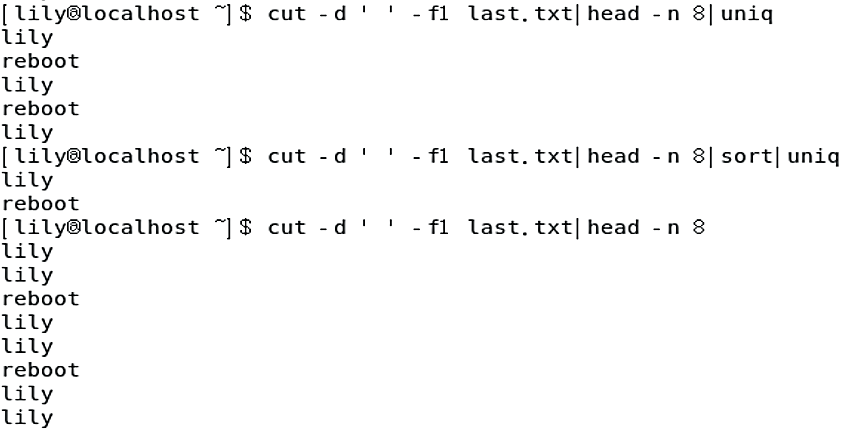 [lily@localhost ~]$ cut -d ' ' -f1 last.txt|head -n 8|uniq
lily
reboot
lily
reboot
lily
[lily@localhost ~]$ cut -d ' ' -f1 last.txt|head -n 8|sort|uniq
lily
reboot
[lily@localhost ~]$ cut -d ' ' -f1 last.txt|head -n 8
lily
lily
reboot
lily
lily
reboot
lily
lily